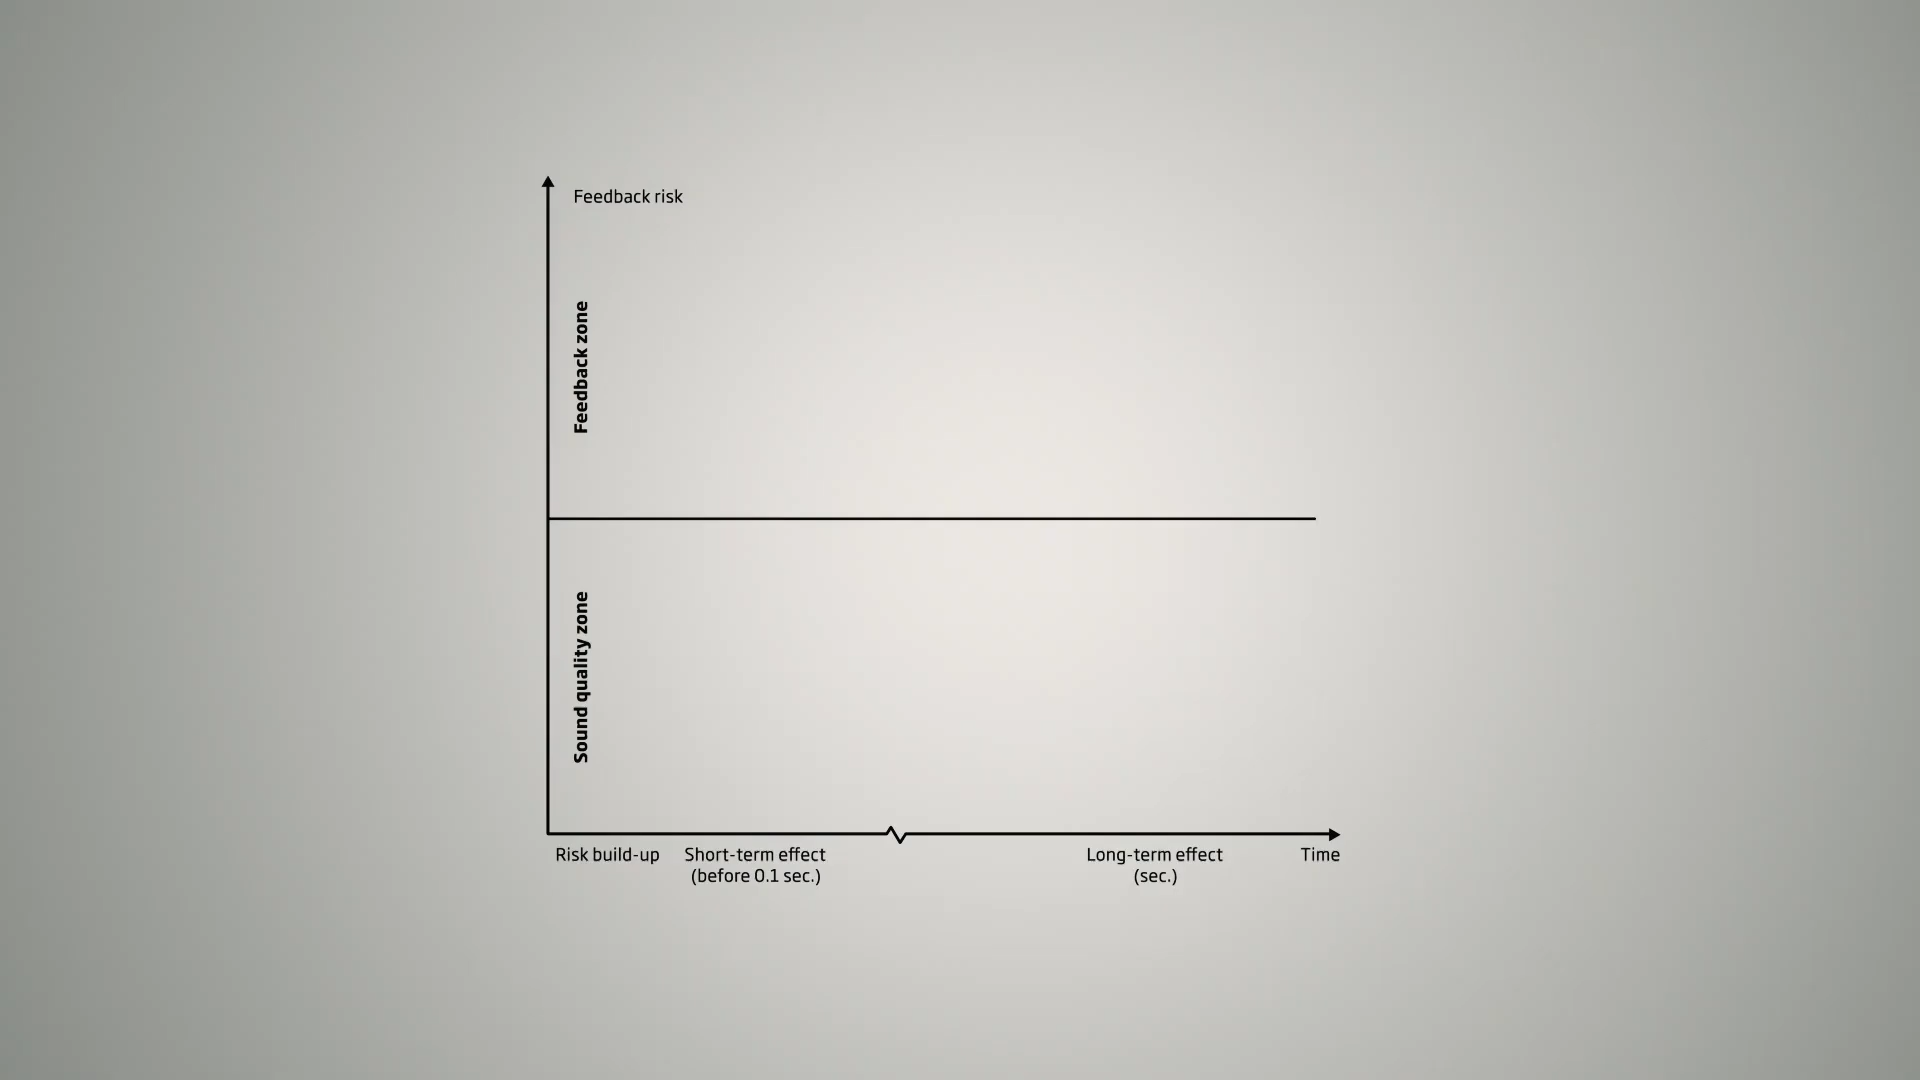 Feedback risk
Feedback zone
Sound quality zone
Risk build-up
Short-term effect
(before 0.1 sec.)
Long-term effect
(sec.)
Time